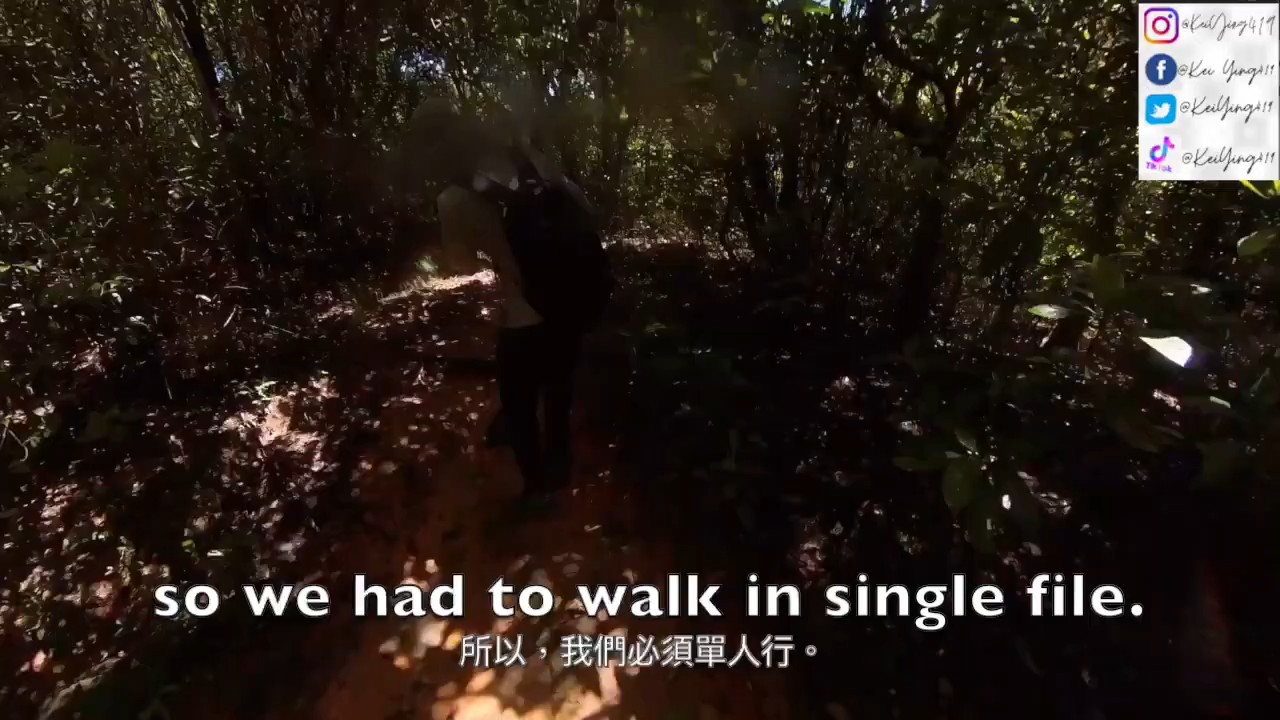 @KeiYing419
@Kei Ying419
@KeiYing419
TikTok
@KeiYing419
so we had to walk in single file.
所以，我們必須單人行。